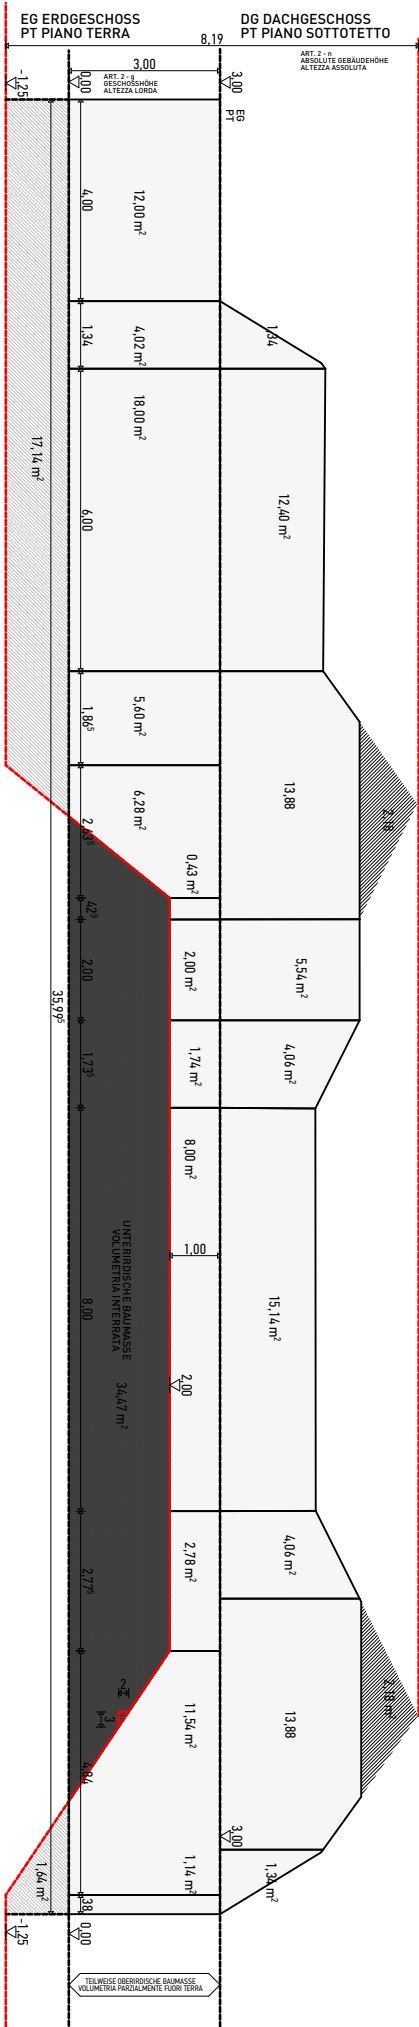 EG ERDGESCHOSS
PT PIANO TERRA
DG DACHGESCHOSS
PT PIANO SOTTOTETTO
8,19
ART. 2 - n
ABSOLUTE GEBÄUDEHÖHE
ALTEZZA ASSOLUTA
3,00
ART. 2 - g
GESCHOSSHÖHE
ALTEZZA LORDA
-1,25
0,00
3,00
EG
PT
4,00
12,00 m²
1,34
4,02 m²
1,34
18,00 m²
17,14 m²
6,00
12,40 m²
1,86⁵
5,60 m²
13,88
2,18
2,63⁵
6,28 m²
0,43 m²
42⁵
2,00
2,00 m²
5,54 m²
35,99⁵
1,73⁵
1,74 m²
4,06 m²
8,00 m²
UNTERIRDISCHE BAUMASSE
VOLUMETRIA INTERRATA
34,47 m²
1,00
8,00
15,14 m²
2,00
2,77⁵
2,78 m²
4,06 m²
2
3
4,84
11,54 m²
13,88
2,18 m²
3,00
1,64 m²
38
1,14 m²
1,34 m²
-1,25
0,00
TEILWEISE OBERIRDISCHE BAUMASSE
VOLUMETRIA PARZIALMENTE FUORI TERRA